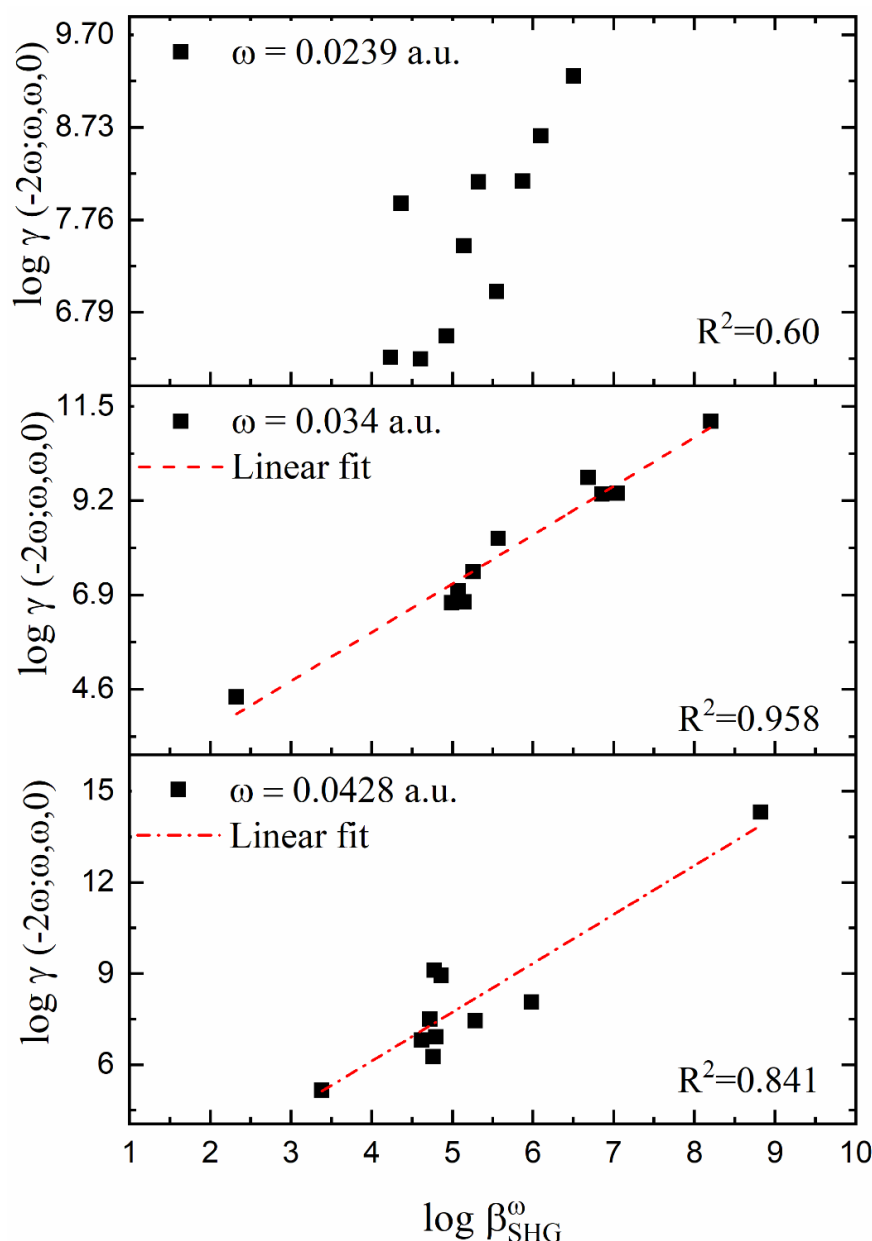 9.70
ω = 0.0239 a.u.
8.73
7.76
6.79
log γ (-2ω;ω,ω,0)
R²=0.60
11.5
ω = 0.034 a.u.
Linear fit
9.2
6.9
4.6
log γ (-2ω;ω,ω,0)
R²=0.958
15
ω = 0.0428 a.u.
Linear fit
12
9
6
log γ (-2ω;ω,ω,0)
R²=0.841
1 2 3 4 5 6 7 8 9 10
log β^ω_SHG